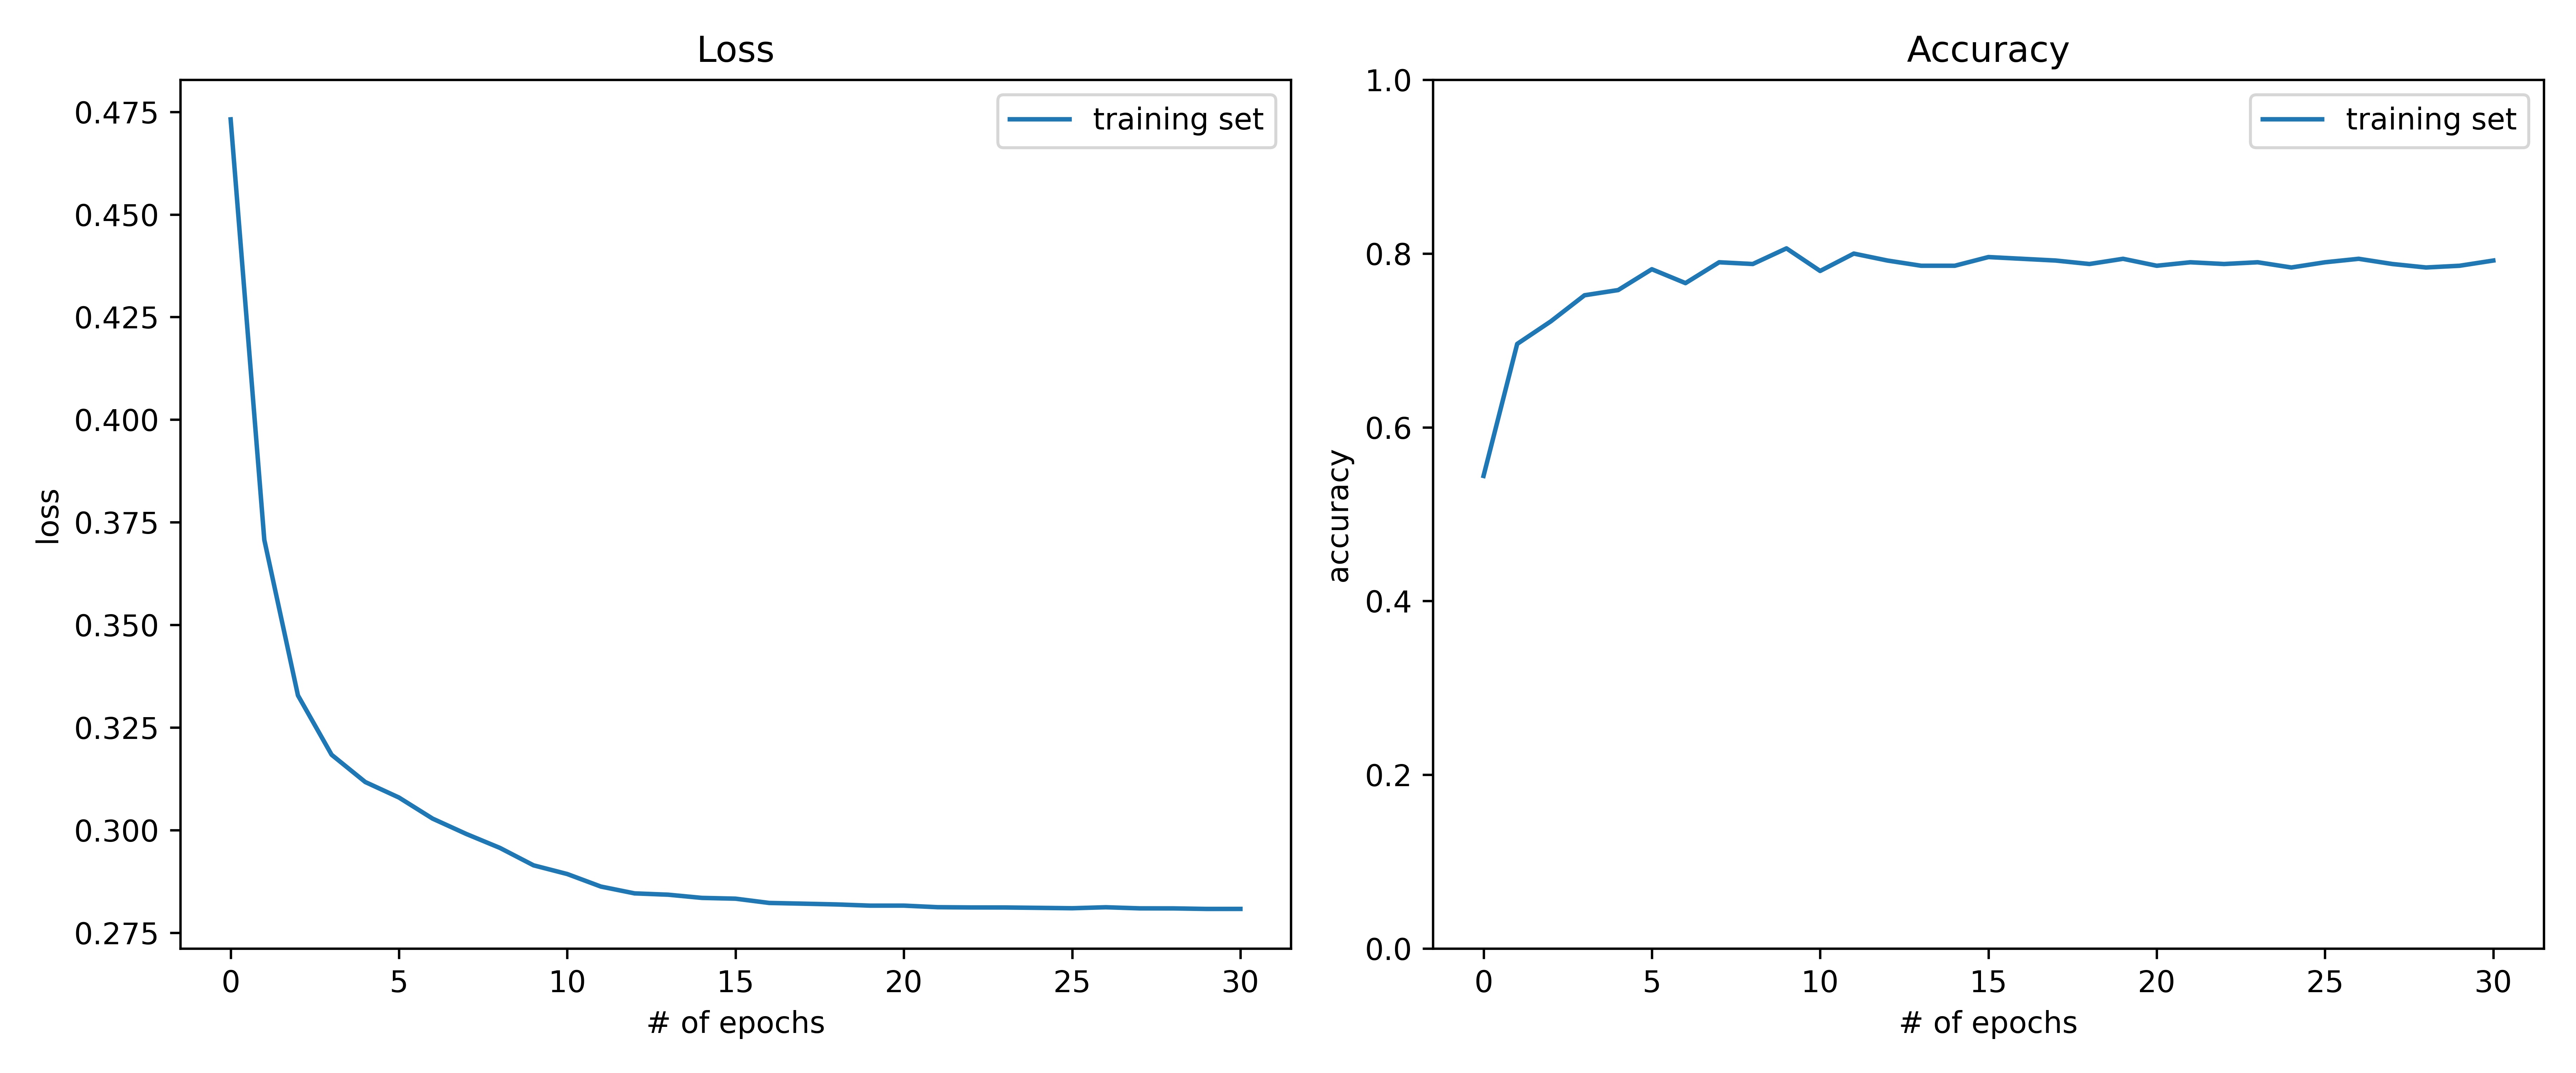 Loss
training set
0.475
0.450
0.425
0.400
0.375
0.350
0.325
0.300
0.275
loss
0 5 10 15 20 25 30
# of epochs
Accuracy
training set
1.0
0.8
0.6
0.4
0.2
0.0
accuracy
0 5 10 15 20 25 30
# of epochs